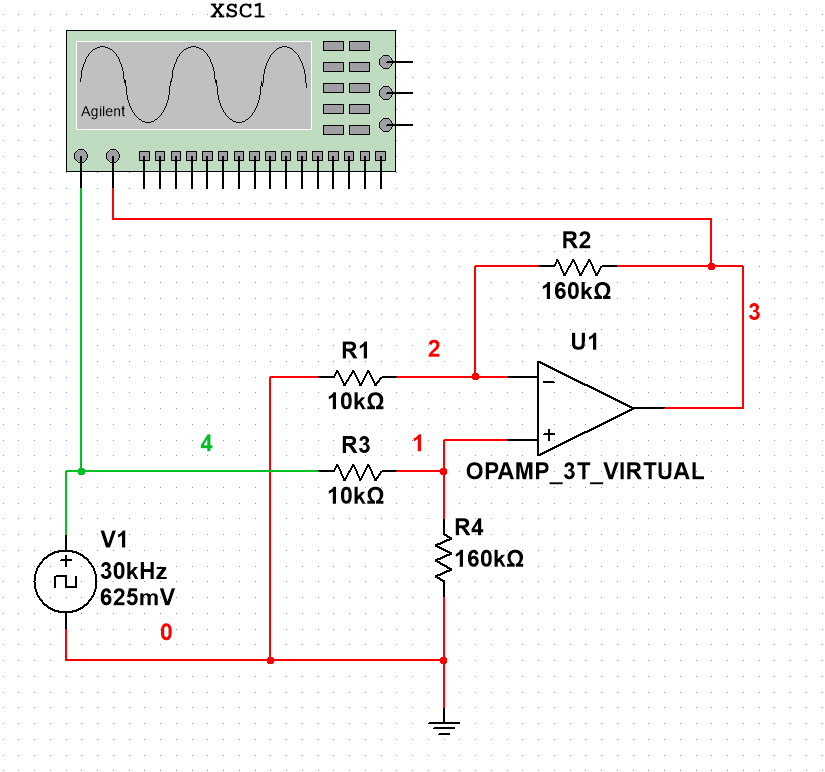 XSC1
Agilent
R2
160kΩ
3
U1
R1
2
10kΩ
4
R3
1
10kΩ
OPAMP_3T_VIRTUAL
R4
160kΩ
V1
30kHz
625mV
0